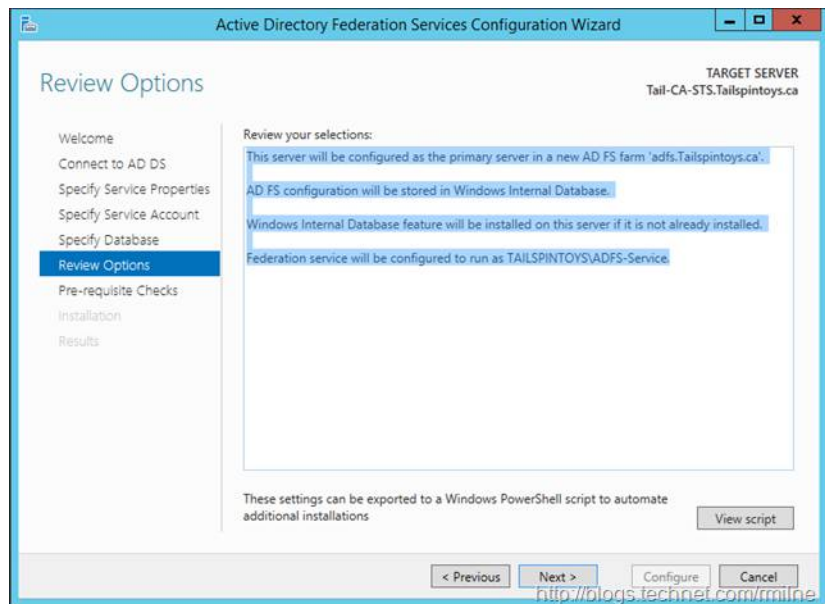 Active Directory Federation Services Configuration Wizard
Review Options
TARGET SERVER
Tail-CA-STS.Tailspintoys.ca
Welcome
Connect to AD DS
Specify Service Properties
Specify Service Account
Specify Database
Review Options
Pre-requisite Checks
Installation
Results
Review your selections:
This server will be configured as the primary server in a new AD FS farm 'adfs.Tailspintoys.ca'.
AD FS configuration will be stored in Windows Internal Database.
Windows Internal Database feature will be installed on this server if it is not already installed.
Federation service will be configured to run as TAILSPINTOYS\ADFS-Service.
These settings can be exported to a Windows PowerShell script to automate
additional installations
View script
< Previous
Next >
Configure
Cancel
http://blogs.technet.com/rmilne